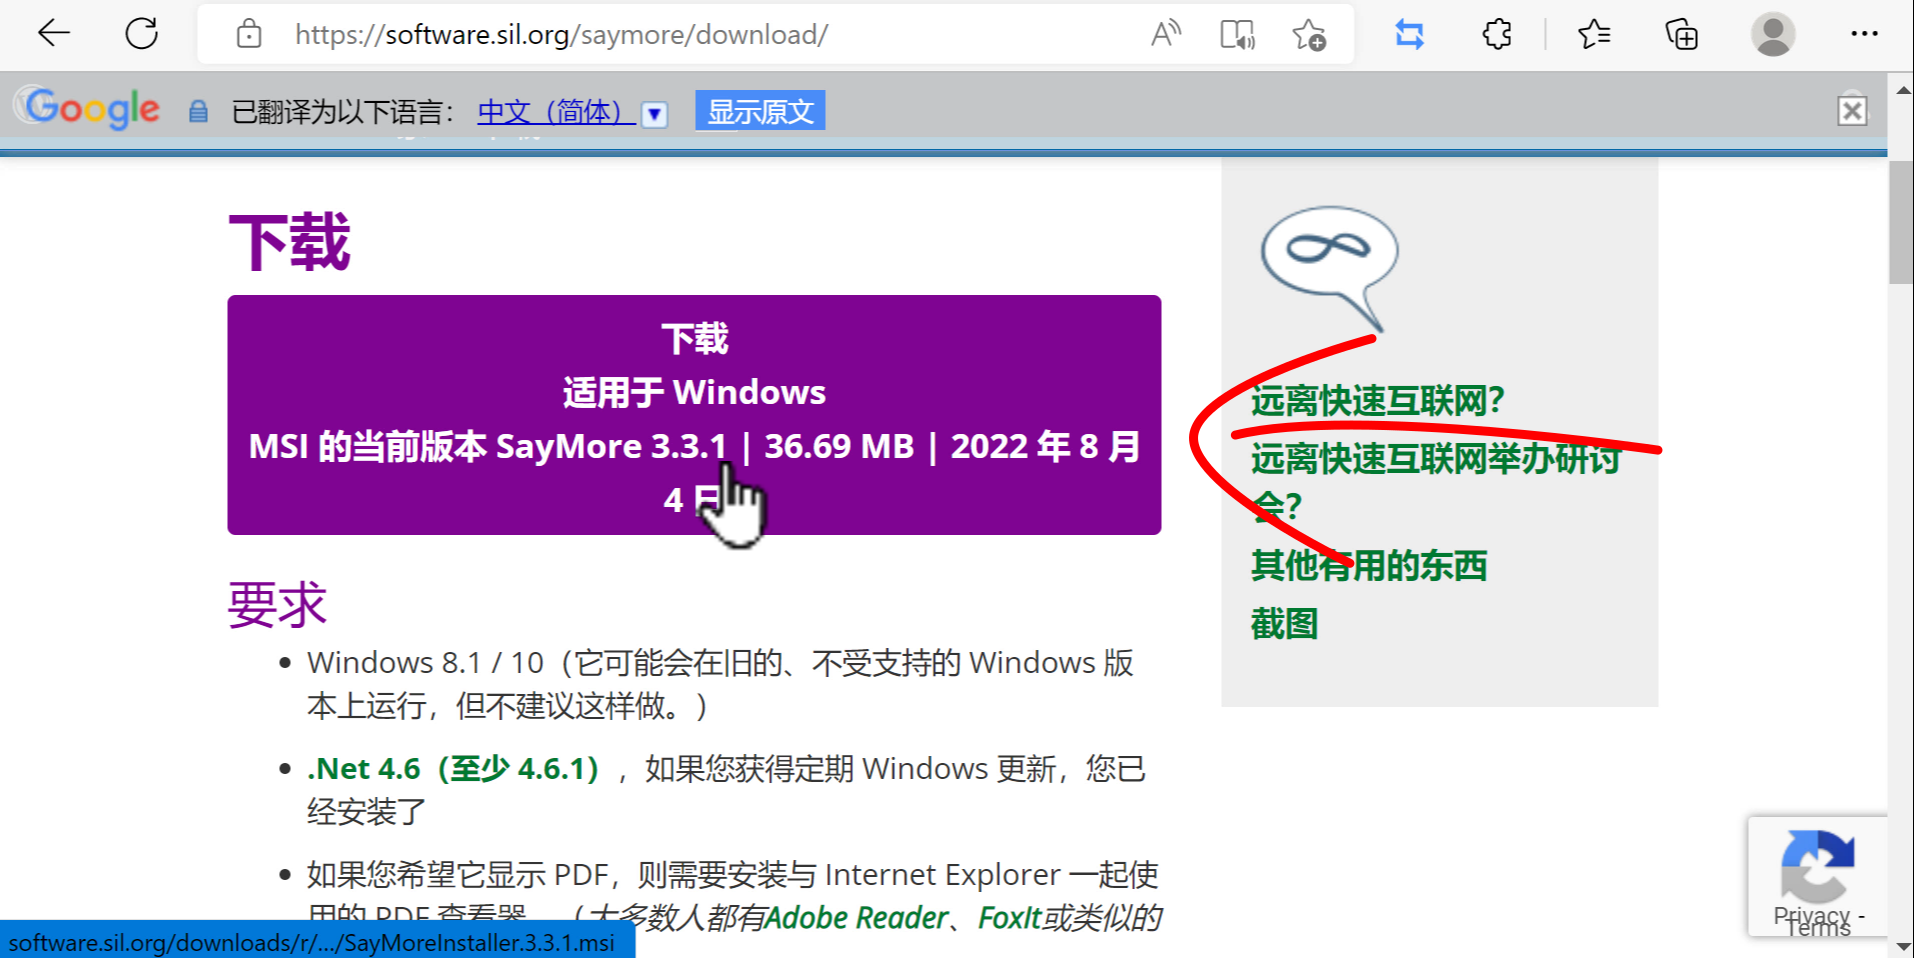 https://software.sil.org/saymore/download/
Google 已翻译为以下语言： 中文（简体） 显示原文
下载
下载
适用于 Windows
MSI 的当前版本 SayMore 3.3.1 | 36.69 MB | 2022 年 8 月
4 日
要求
Windows 8.1 / 10（它可能会在旧的、不受支持的 Windows 版
本上运行，但不建议这样做。）
.Net 4.6（至少 4.6.1），如果您获得定期 Windows 更新，您已
经安装了
如果您希望它显示 PDF，则需要安装与 Internet Explorer 一起使
用的 PDF 查看器。（大多数人都有Adobe Reader、FoxIt或类似的
远离快速互联网？
远离快速互联网举办研讨
会？
其他有用的东西
截图
Privacy -
Terms
software.sil.org/downloads/r/.../SayMoreInstaller.3.3.1.msi